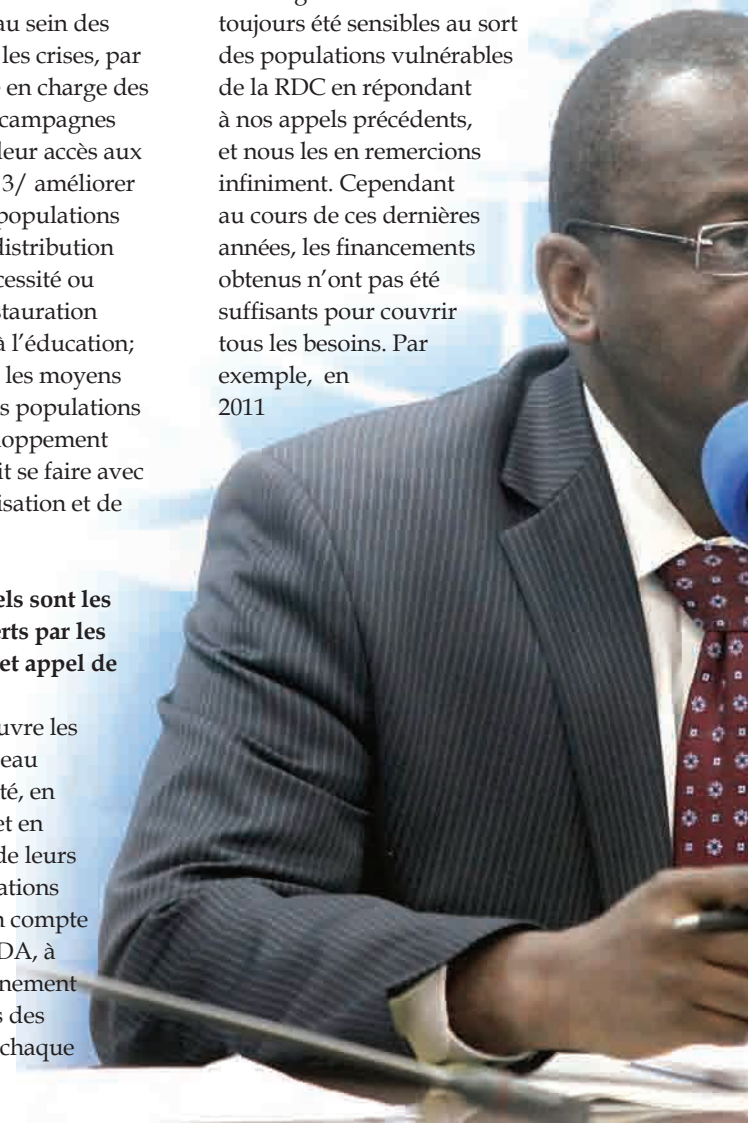 au sein des
les crises, par
en charge des
campagnes
leur accès aux
3/ améliorer
populations
distribution
cessité ou
stauration
à l’éducation;
les moyens
s populations
loppement
it se faire avec
isation et de
els sont les
erts par les
et appel de
uvre les
eau
té, en
et en
de leurs
ations
n compte
DA, à
nement
s des
chaque
toujours été sensibles au sort
des populations vulnérables
de la RDC en répondant
à nos appels précédents,
et nous les en remercions
infiniment. Cependant
au cours de ces dernières
années, les financements
obtenus n’ont pas été
suffisants pour couvrir
tous les besoins. Par
exemple, en
2011